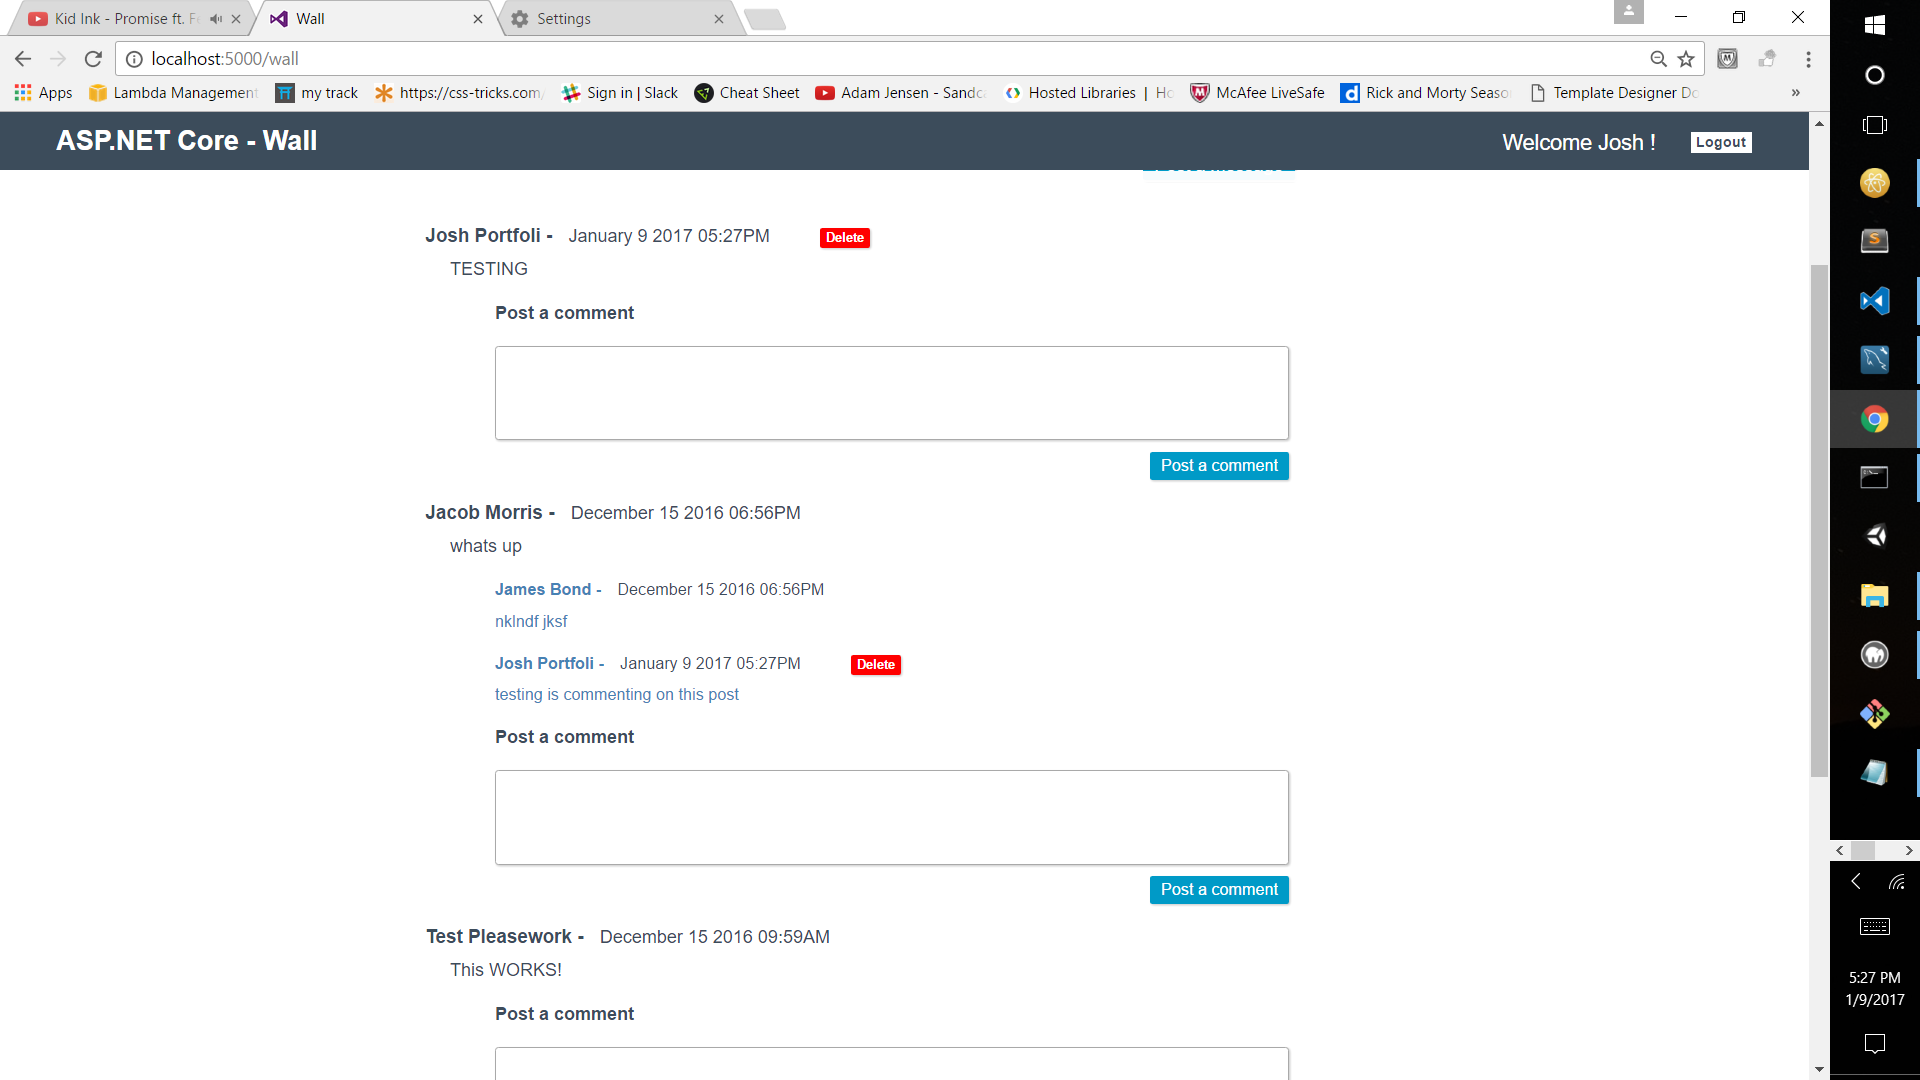 Kid Ink - Promise ft. F
Wall
Settings
localhost:5000/wall
Apps
Lambda Management
my track
https://css-tricks.com/
Sign in | Slack
Cheat Sheet
Adam Jensen - Sandc
Hosted Libraries | Ho
McAfee LiveSafe
Rick and Morty Seaso
Template Designer Do
»
ASP.NET Core - Wall
Welcome Josh !
Logout
Josh Portfoli - January 9 2017 05:27PM Delete
TESTING
Post a comment
Post a comment
Jacob Morris - December 15 2016 06:56PM
whats up
James Bond - December 15 2016 06:56PM
nklndf jksf
Josh Portfoli - January 9 2017 05:27PM Delete
testing is commenting on this post
Post a comment
Post a comment
Test Pleasework - December 15 2016 09:59AM
This WORKS!
Post a comment
5:27 PM
1/9/2017